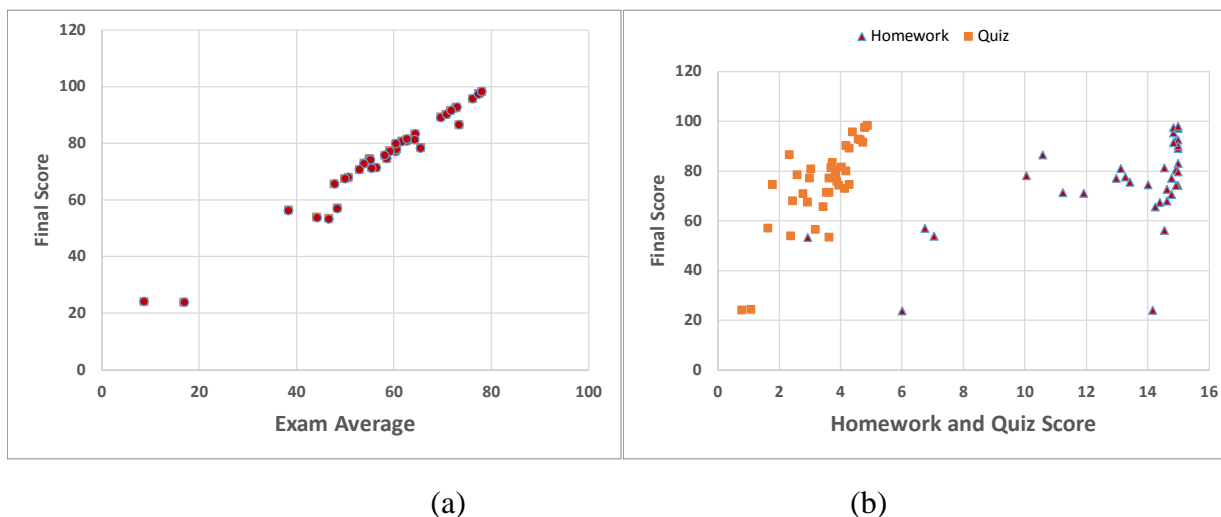 120
100
80
60
40
20
0
Final Score
0 20 40 60 80 100
Exam Average
Homework Quiz
120
100
80
60
40
20
0
Final Score
0 2 4 6 8 10 12 14 16
Homework and Quiz Score
(a) (b)